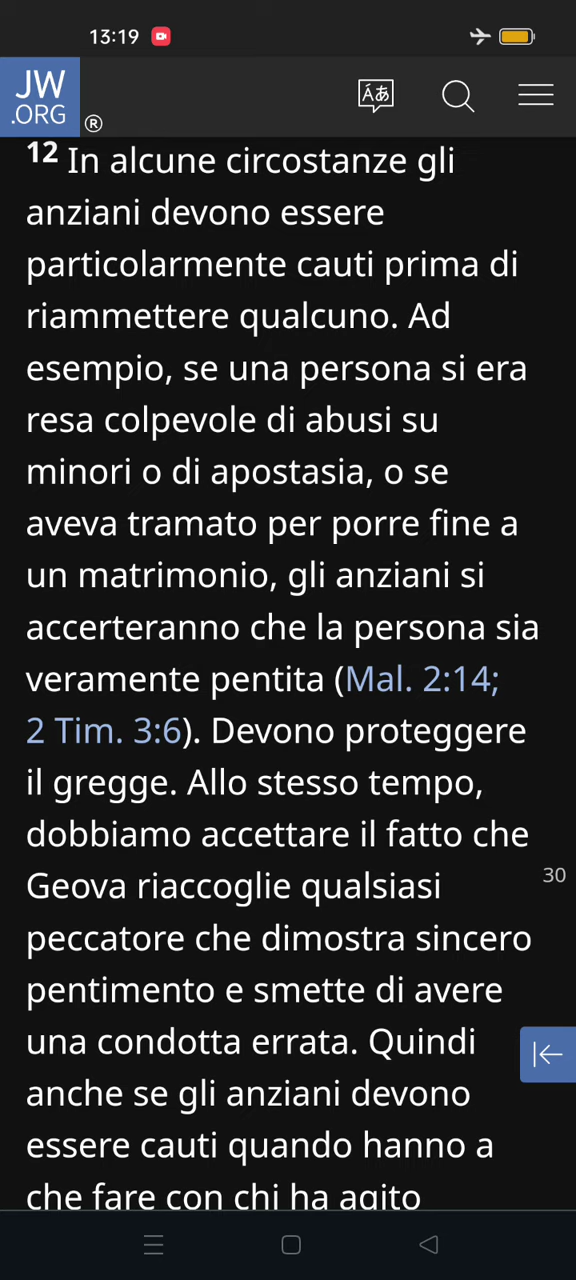 13:19
JW
.ORG
®
Aあ
12 In alcune circostanze gli
anziani devono essere
particolarmente cauti prima di
riammettere qualcuno. Ad
esempio, se una persona si era
resa colpevole di abusi su
minori o di apostasia, o se
aveva tramato per porre fine a
un matrimonio, gli anziani si
accerteranno che la persona sia
veramente pentita (Mal. 2:14;
2 Tim. 3:6). Devono proteggere
il gregge. Allo stesso tempo,
dobbiamo accettare il fatto che
Geova riaccoglie qualsiasi
30
peccatore che dimostra sincero
pentimento e smette di avere
una condotta errata. Quindi
anche se gli anziani devono
essere cauti quando hanno a
che fare con chi ha agito